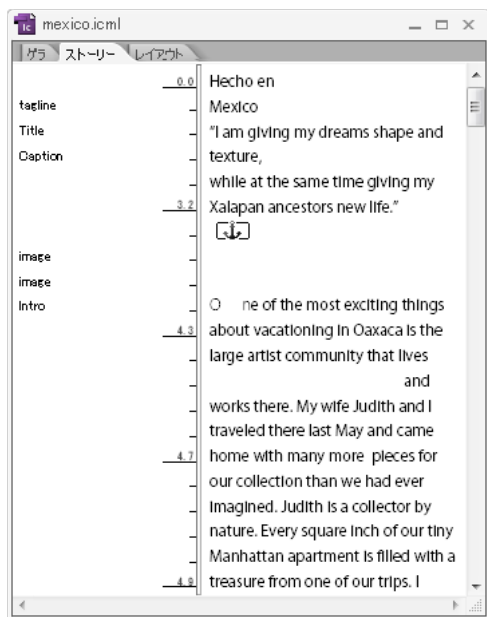 Ic mexico.icml
ゲラ ストーリー レイアウト
0.0 Hecho en
tagline Mexico
Title "I am giving my dreams shape and
Caption texture,
while at the same time giving my
3.2 Xalapan ancestors new life."
image
image
Intro O ne of the most exciting things
4.3 about vacationing in Oaxaca is the
large artist community that lives
and
works there. My wife Judith and I
traveled there last May and came
4.7 home with many more pieces for
our collection than we had ever
imagined. Judith is a collector by
nature. Every square inch of our tiny
Manhattan apartment is filled with a
4.9 treasure from one of our trips. I